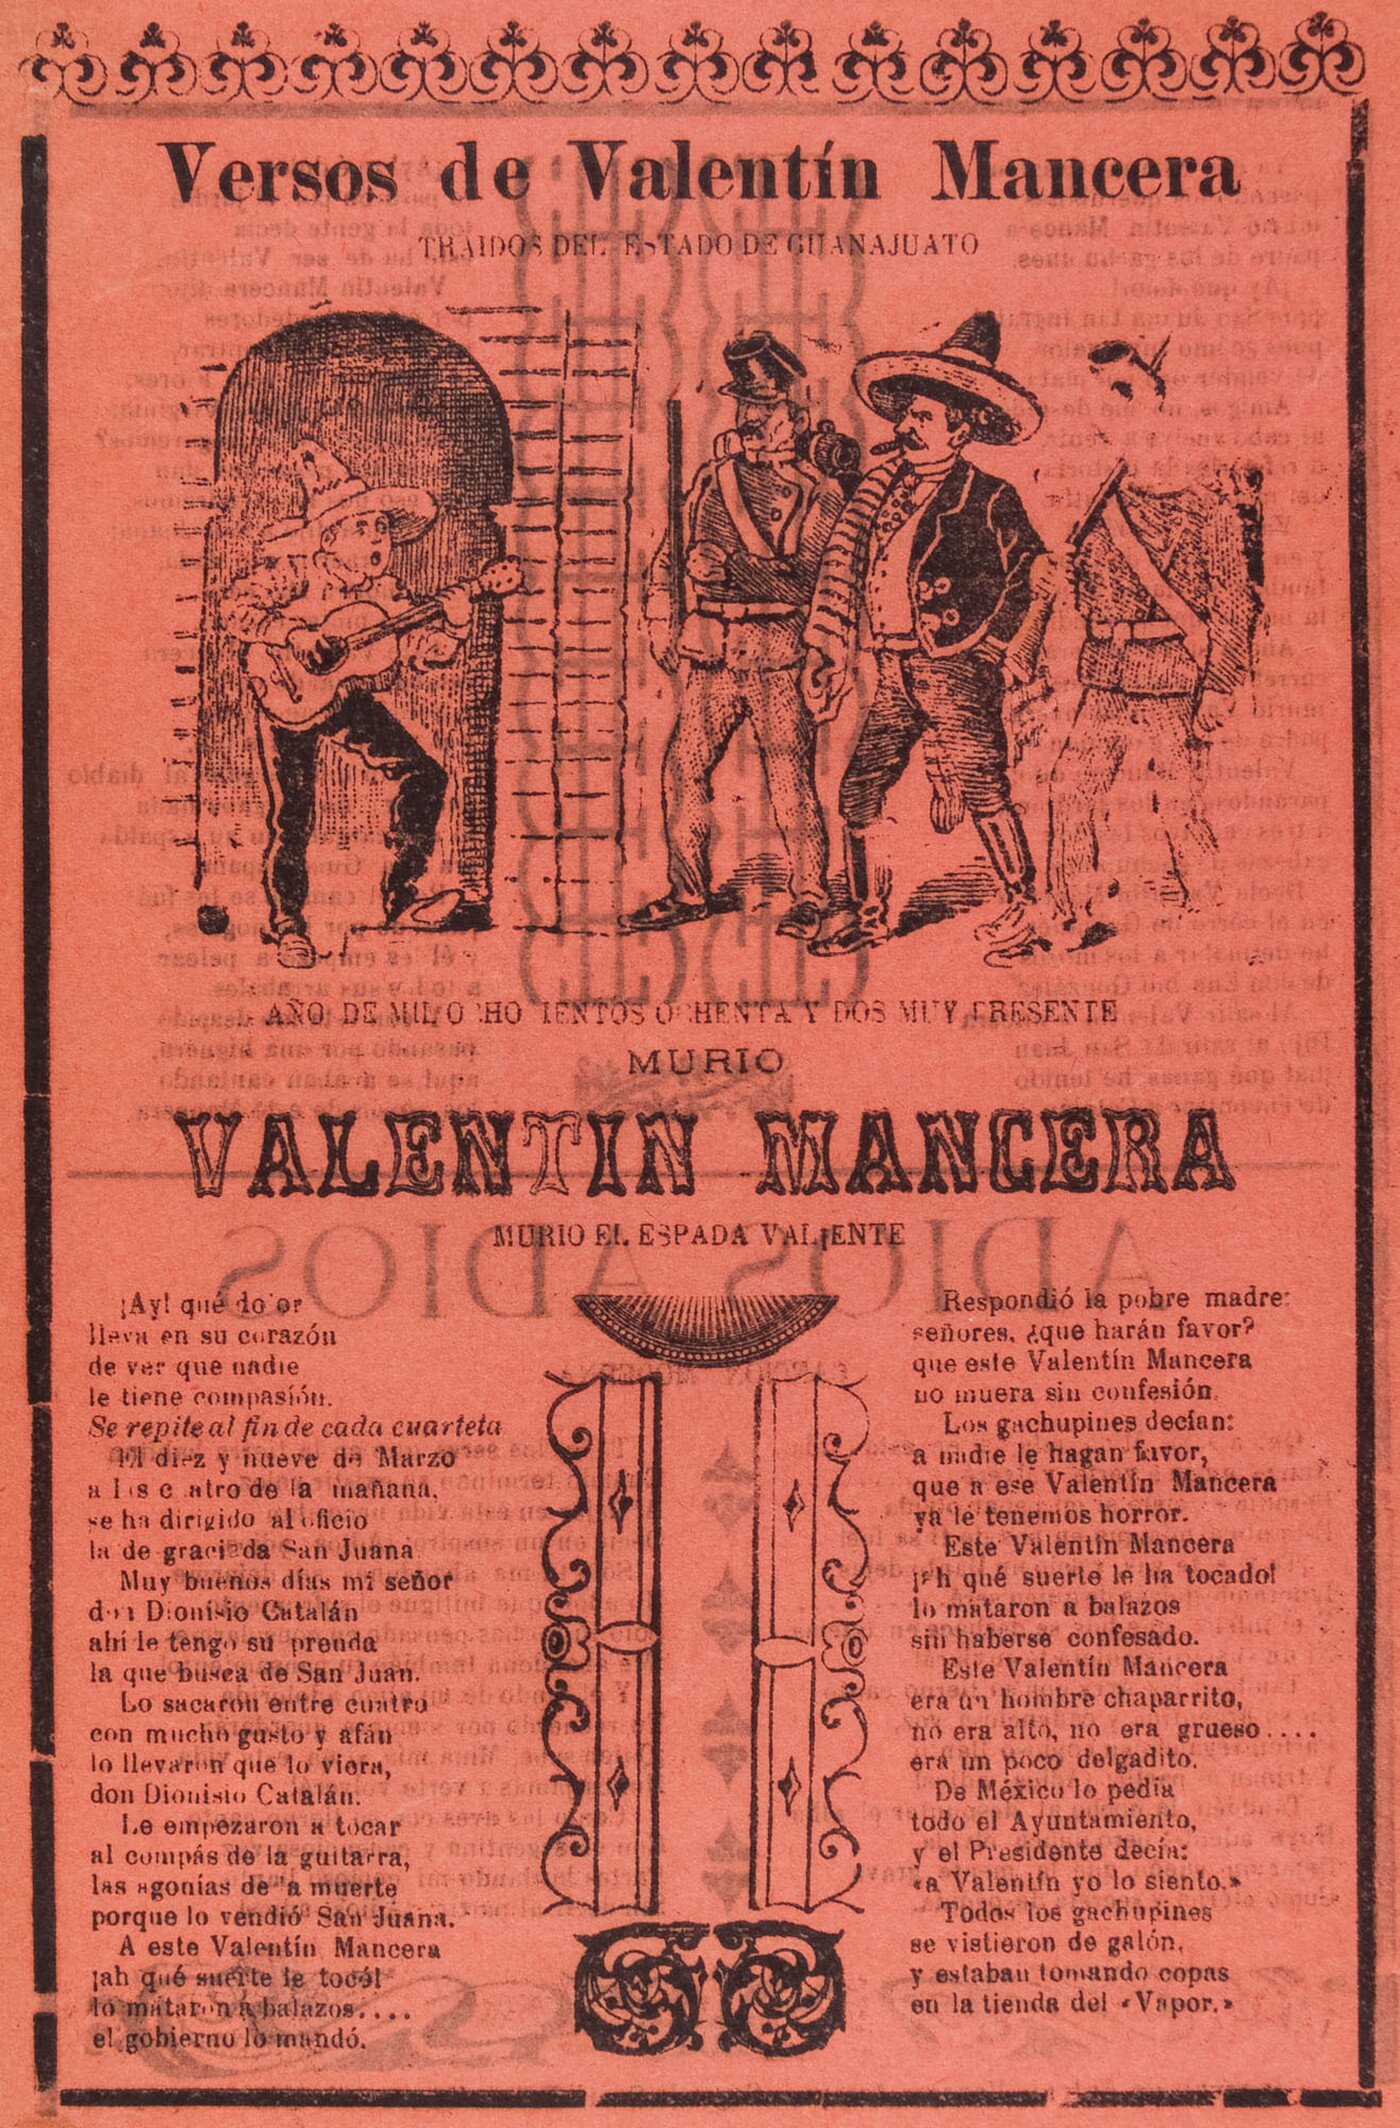 Versos de Valentín Mancera
TRAIDOS DEL ESTADO DE GUANAJUATO
AÑO DE MIL OCHOCIENTOS OCHENTA Y DOS MUY PRESENTE
MURIO
VALENTIN MANCERA
MURIO EL ESPADA VALIENTE
¡Ay! qué dolor
lleva en su corazón
de ver que nadie
le tiene compasión.
Se repite al fin de cada cuarteta
El diez y nueve de Marzo
a las cuatro de la mañana,
se ha dirigido al oficio
la desgraciada San Juana
Muy buenos días mi señor
don Dionisio Catalán
ahí le tengo su prenda
la que busca de San Juan.
Lo sacaron entre cuatro
con mucho gusto y afán
lo llevaron que lo viera,
don Dionisio Catalán.
Le empezaron a tocar
al compás de la guitarra,
las agonías de la muerte
porque lo vendió San Juana.
A este Valentín Mancera
¡ah qué suerte le tocó!
lo mataron a balazos....
el gobierno lo mandó.
Respondió la pobre madre:
señores, ¿que harán favor?
que este Valentín Mancera
no muera sin confesión.
Los gachupines decían:
a nadie le hagan favor,
que a ese Valentín Mancera
ya le tenemos horror.
Este Valentín Mancera
¡ah qué suerte le ha tocado!
lo mataron a balazos
sin haberse confesado.
Este Valentín Mancera
era un hombre chaparrito,
no era alto, no era grueso....
era un poco delgadito.
De México lo pedía
todo el Ayuntamiento,
y el Presidente decía:
«a Valentín yo lo siento.»
Todos los gachupines
se vistieron de galón,
y estaban tomando copas
en la tienda del «Vapor.»